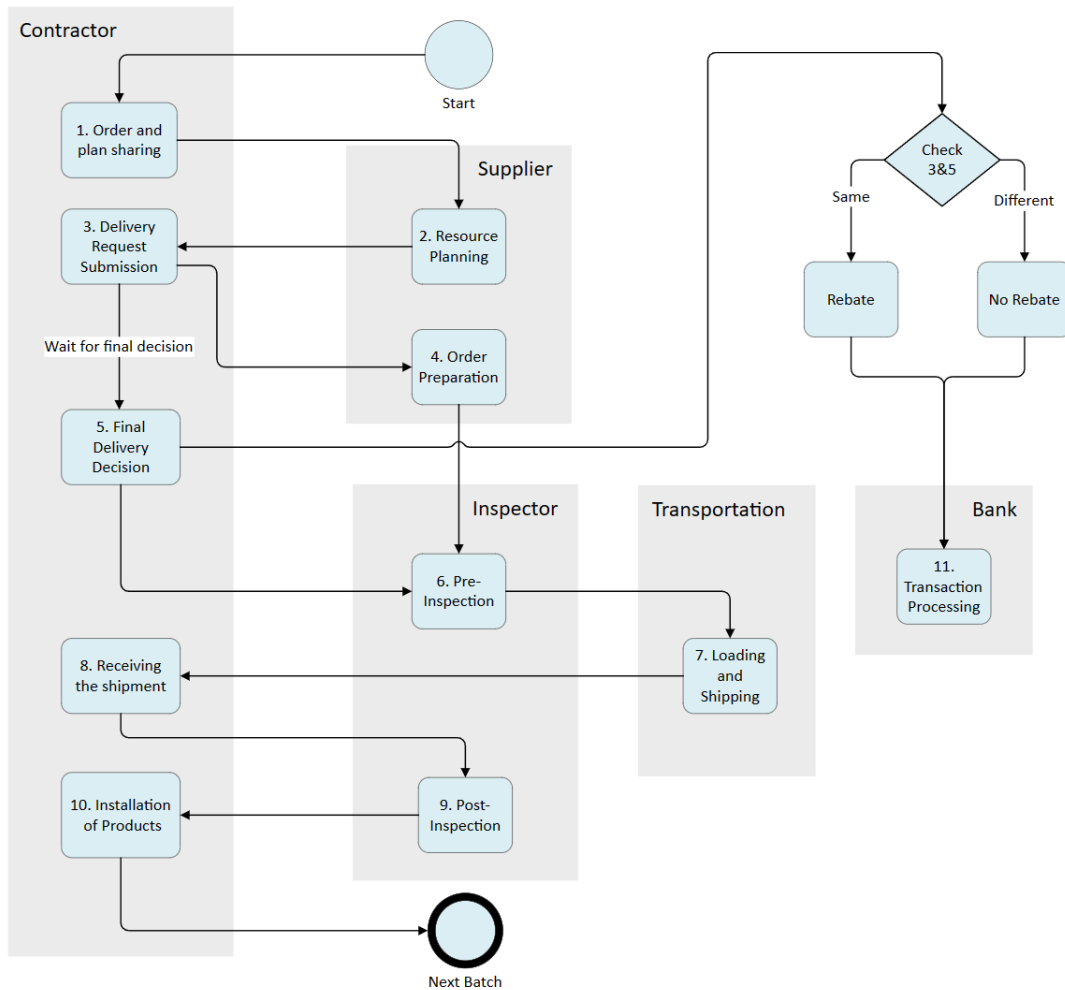 Contractor
Start
1. Order and
plan sharing
Supplier
Check
3&5
Same
Different
3. Delivery
Request
Submission
2. Resource
Planning
Rebate
No Rebate
Wait for final decision
4. Order
Preparation
5. Final
Delivery
Decision
Inspector
Transportation
Bank
6. Pre-
Inspection
11.
Transaction
Processing
8. Receiving
the shipment
7. Loading
and
Shipping
10. Installation
of Products
9. Post-
Inspection
Next Batch